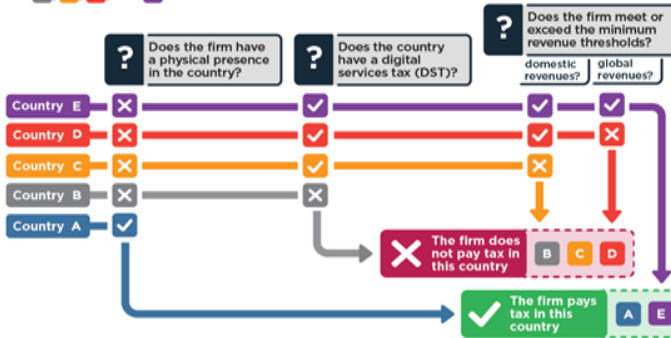 Does the firm meet or
exceed the minimum
revenue thresholds?
?
domestic
revenues?
global
revenues?
?
Does the firm have
a physical presence
in the country?
?
Does the country
have a digital
services tax (DST)?
Country E
Country D
Country C
Country B
Country A
The firm does
not pay tax in
this country
B C D
The firm pays
tax in this
country
A E